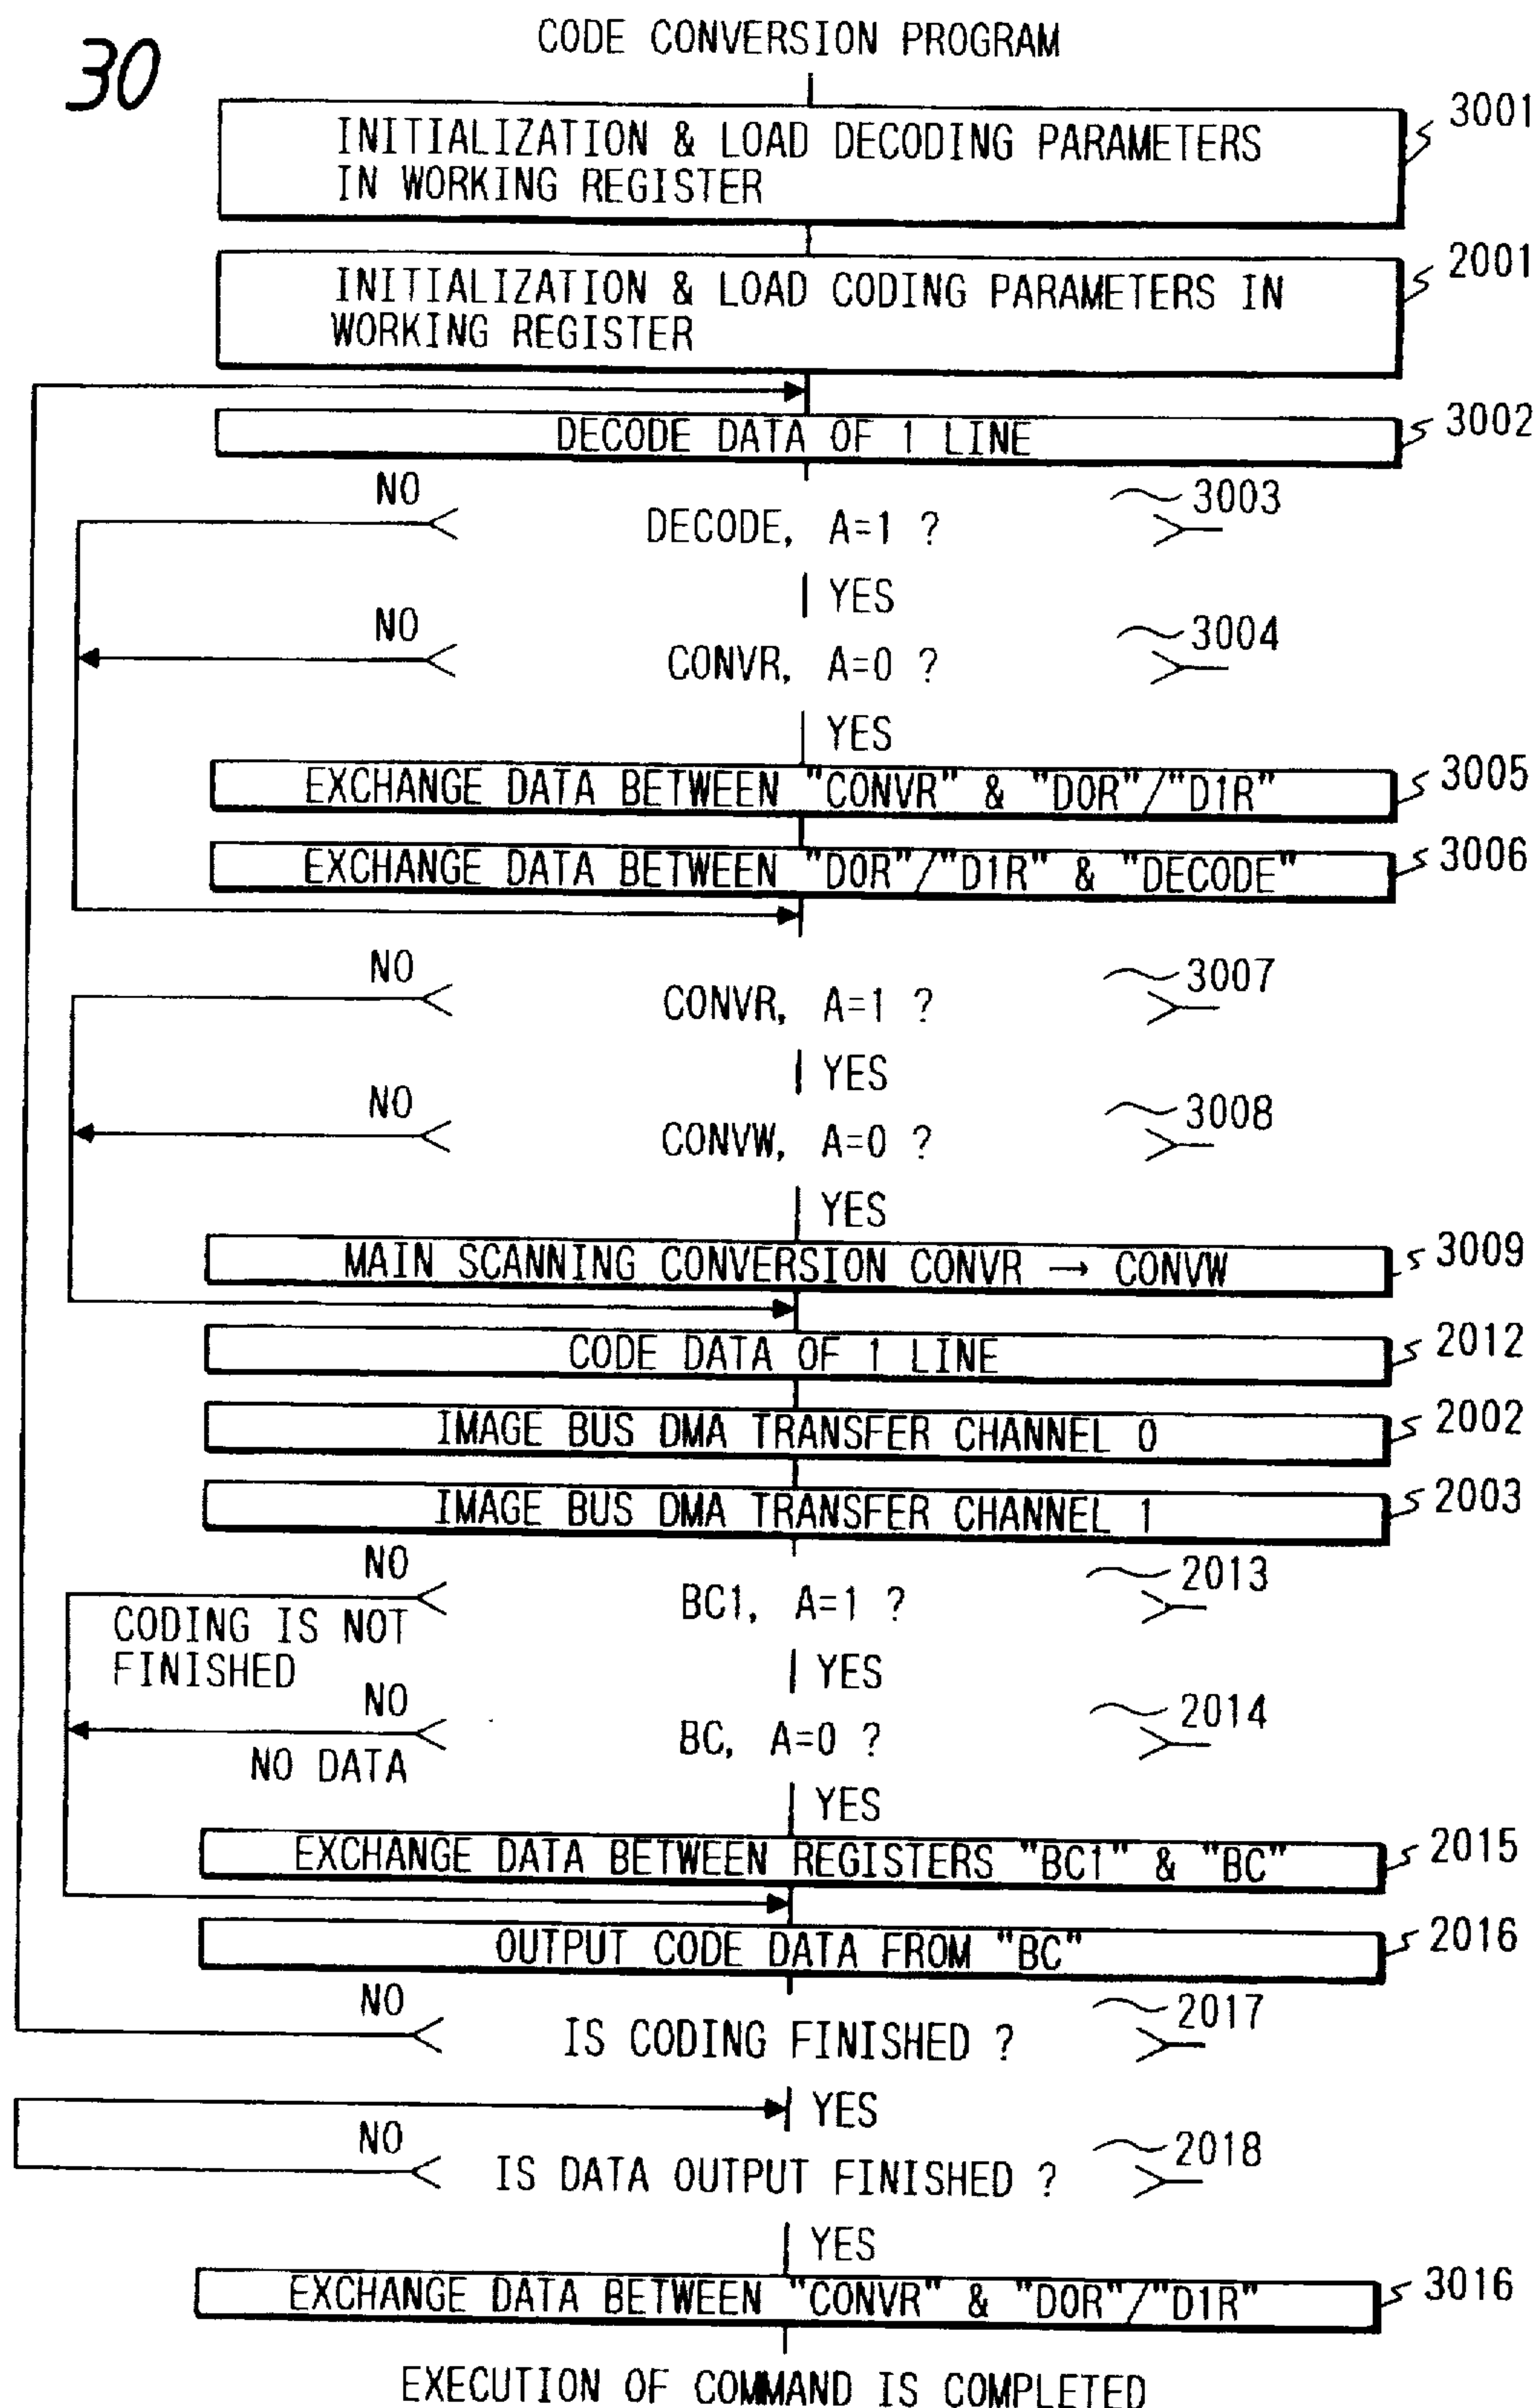 30
CODE CONVERSION PROGRAM
INITIALIZATION & LOAD DECODING PARAMETERS
IN WORKING REGISTER
3001
INITIALIZATION & LOAD CODING PARAMETERS IN
WORKING REGISTER
2001
DECODE DATA OF 1 LINE
3002
NO
DECODE, A=1 ?
3003
YES
NO
CONVR, A=0 ?
3004
YES
EXCHANGE DATA BETWEEN "CONVR" & "D0R"/"D1R"
3005
EXCHANGE DATA BETWEEN "D0R"/"D1R" & "DECODE"
3006
NO
CONVR, A=1 ?
3007
YES
NO
CONVW, A=0 ?
3008
YES
MAIN SCANNING CONVERSION CONVR → CONVW
3009
CODE DATA OF 1 LINE
2012
IMAGE BUS DMA TRANSFER CHANNEL 0
2002
IMAGE BUS DMA TRANSFER CHANNEL 1
2003
NO
BC1, A=1 ?
2013
CODING IS NOT
FINISHED
YES
NO
BC, A=0 ?
2014
NO DATA
YES
EXCHANGE DATA BETWEEN REGISTERS "BC1" & "BC"
2015
OUTPUT CODE DATA FROM "BC"
2016
NO
IS CODING FINISHED ?
2017
YES
NO
IS DATA OUTPUT FINISHED ?
2018
YES
EXCHANGE DATA BETWEEN "CONVR" & "D0R"/"D1R"
3016
EXECUTION OF COMMAND IS COMPLETED